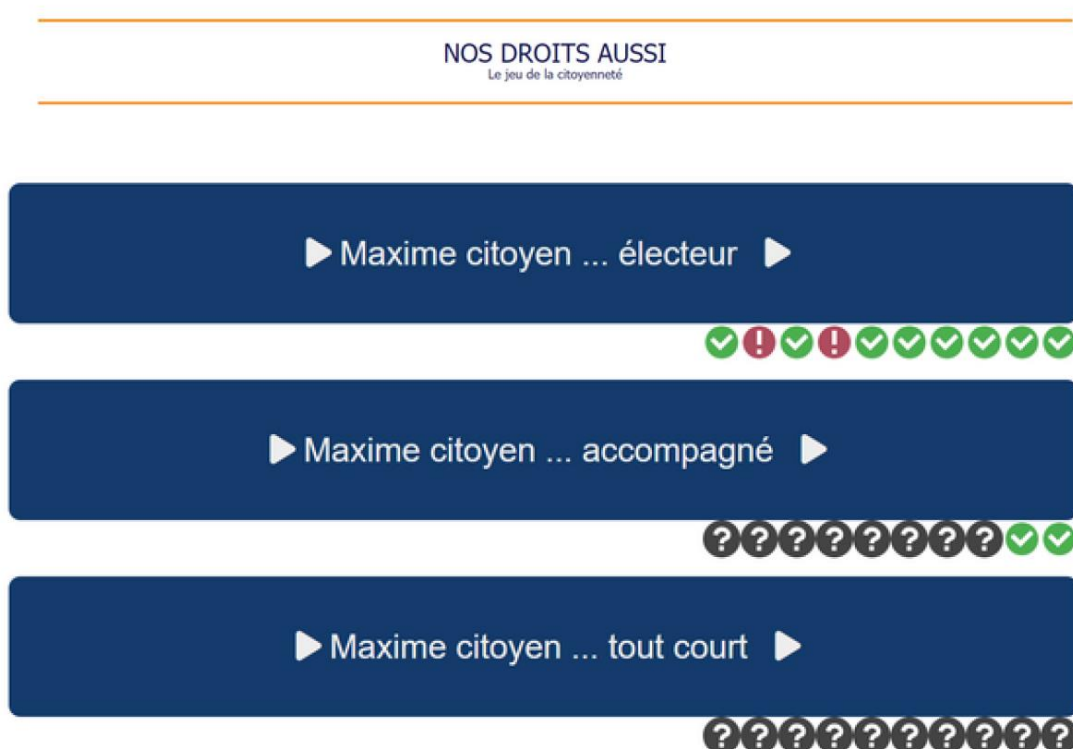 NOS DROITS AUSSI
Le jeu de la citoyenneté
Maxime citoyen ... électeur
Maxime citoyen ... accompagné
Maxime citoyen ... tout court